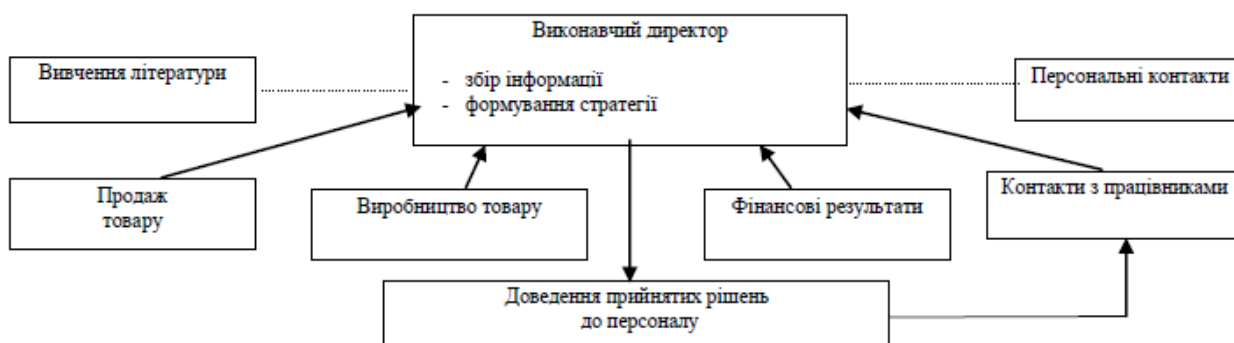 Виконавчий директор
- збір інформації
- формування стратегії
Вивчення літератури
Персональні контакти
Продаж
товару
Виробництво товару
Фінансові результати
Контакти з працівниками
Доведення прийнятих рішень
до персоналу